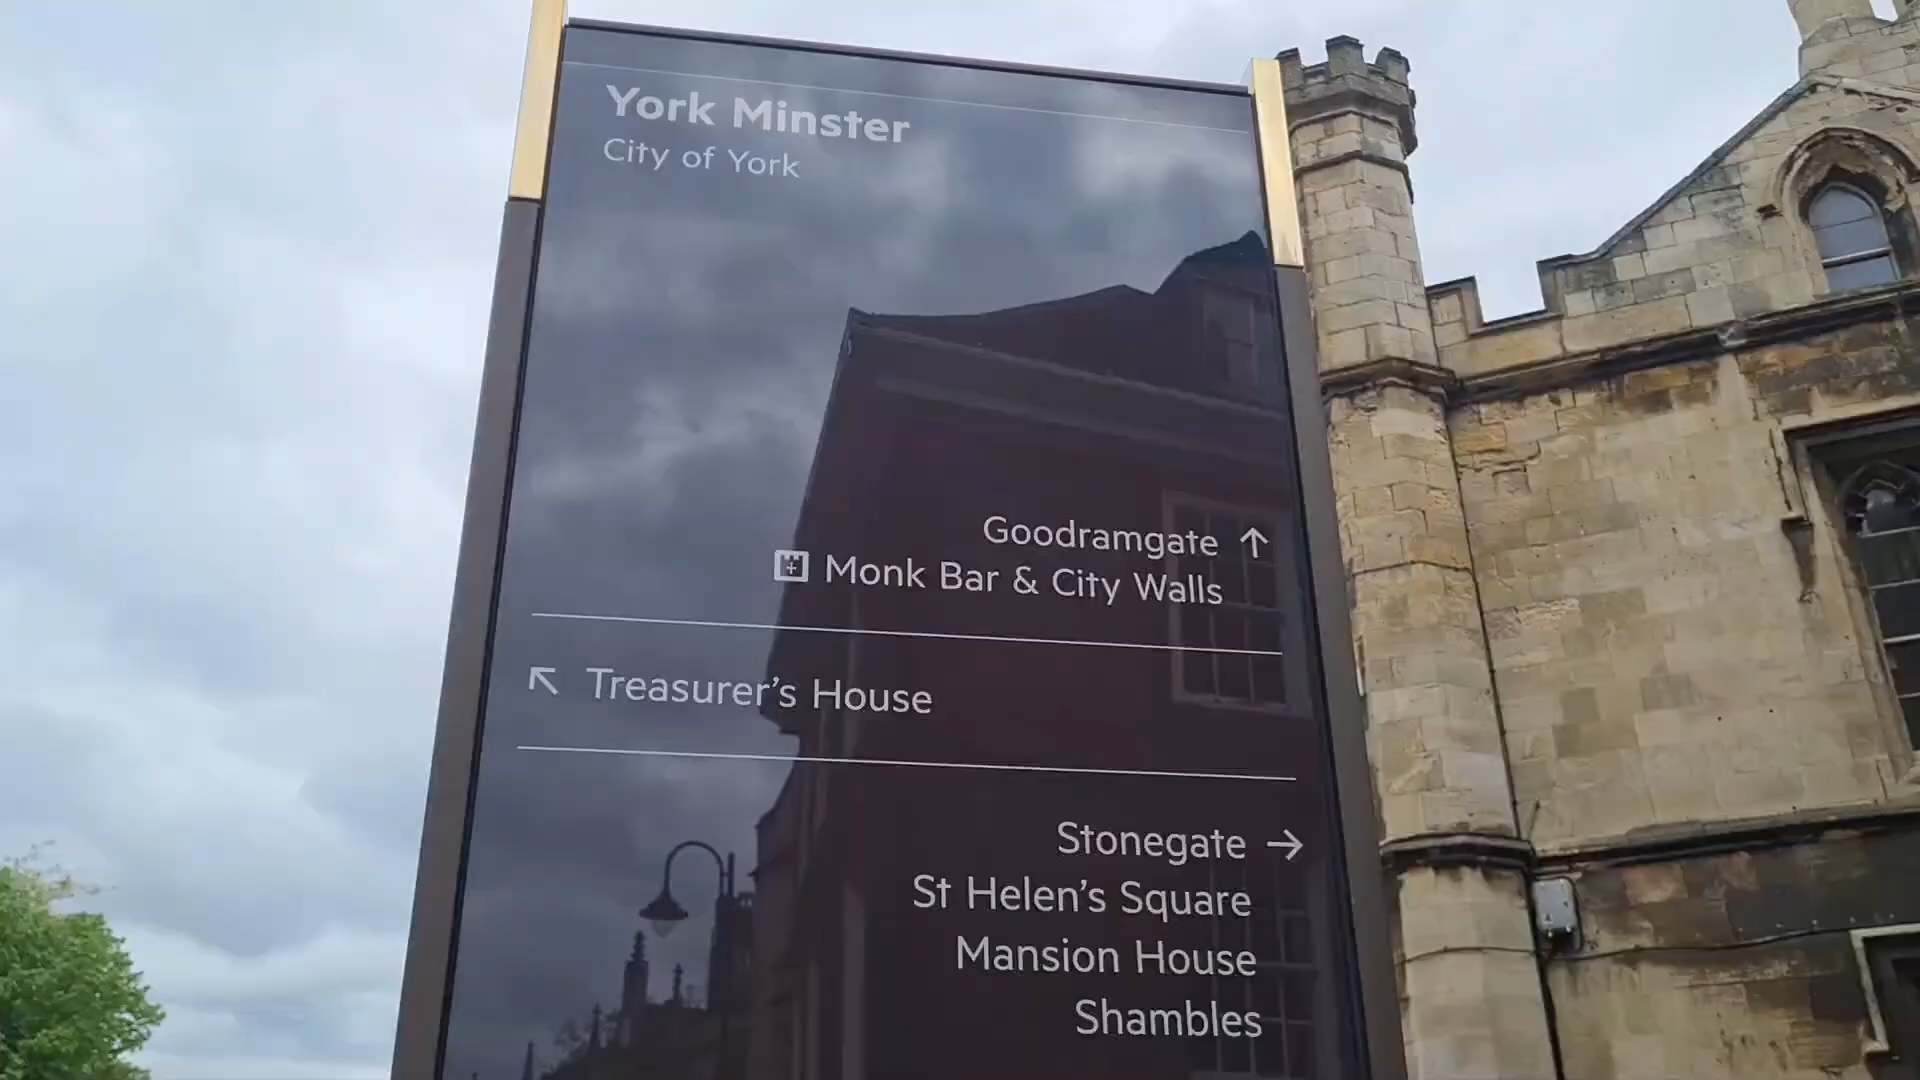 York Minster
City of York
Goodramgate ↑
Monk Bar & City Walls
↖ Treasurer's House
Stonegate →
St Helen's Square
Mansion House
Shambles